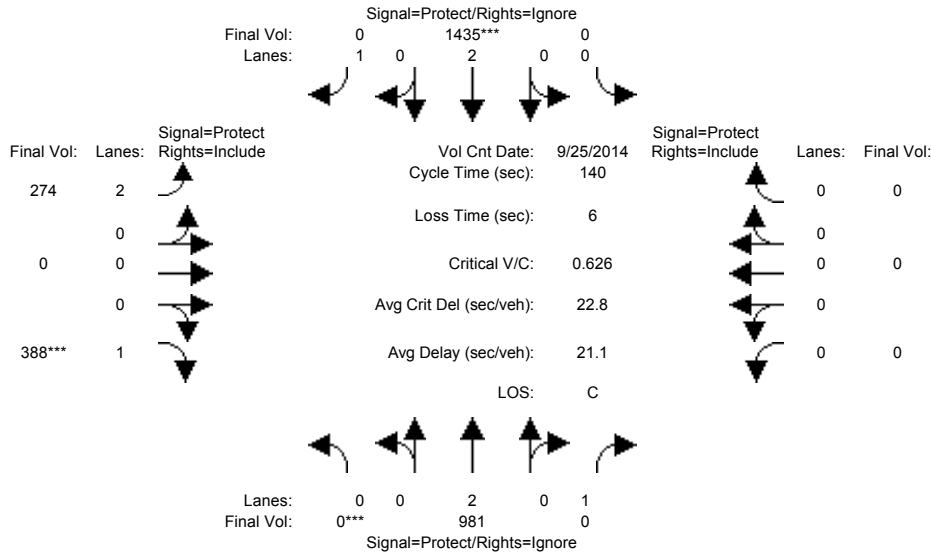 Signal=Protect/Rights=Ignore
Final Vol: 0 1435*** 0
Lanes: 1 0 2 0 0
Signal=Protect Signal=Protect
Final Vol: Lanes: Rights=Include Vol Cnt Date: 9/25/2014 Rights=Include Lanes: Final Vol:
Cycle Time (sec): 140
274 2 0 0
Loss Time (sec): 6
0 0
0 0 Critical V/C: 0.626 0 0
0 Avg Crit Del (sec/veh): 22.8 0
388*** 1 Avg Delay (sec/veh): 21.1 0 0
LOS: C
Lanes: 0 0 2 0 1
Final Vol: 0*** 981 0
Signal=Protect/Rights=Ignore